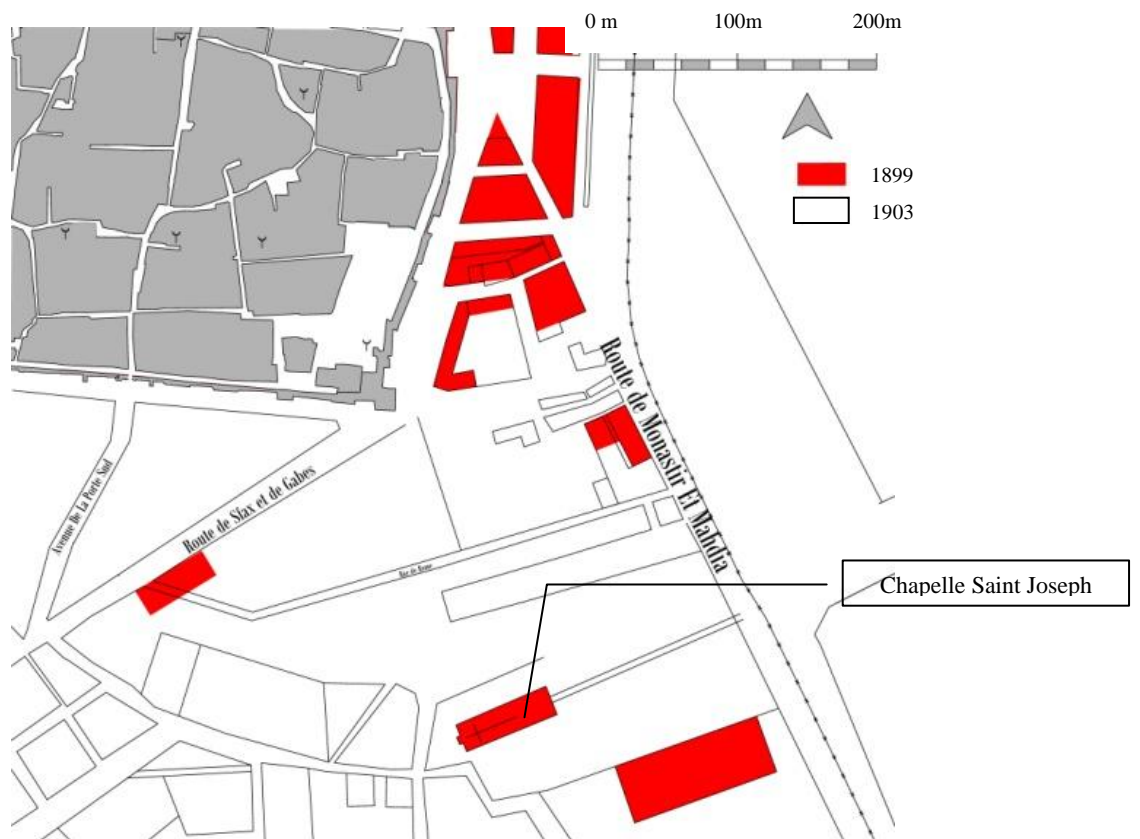 0 m 100m 200m
1899
1903
Route de Monastir Et Mahdia
Avenue De La Porte Sud
Route de Sfax et de Gabes
Chapelle Saint Joseph